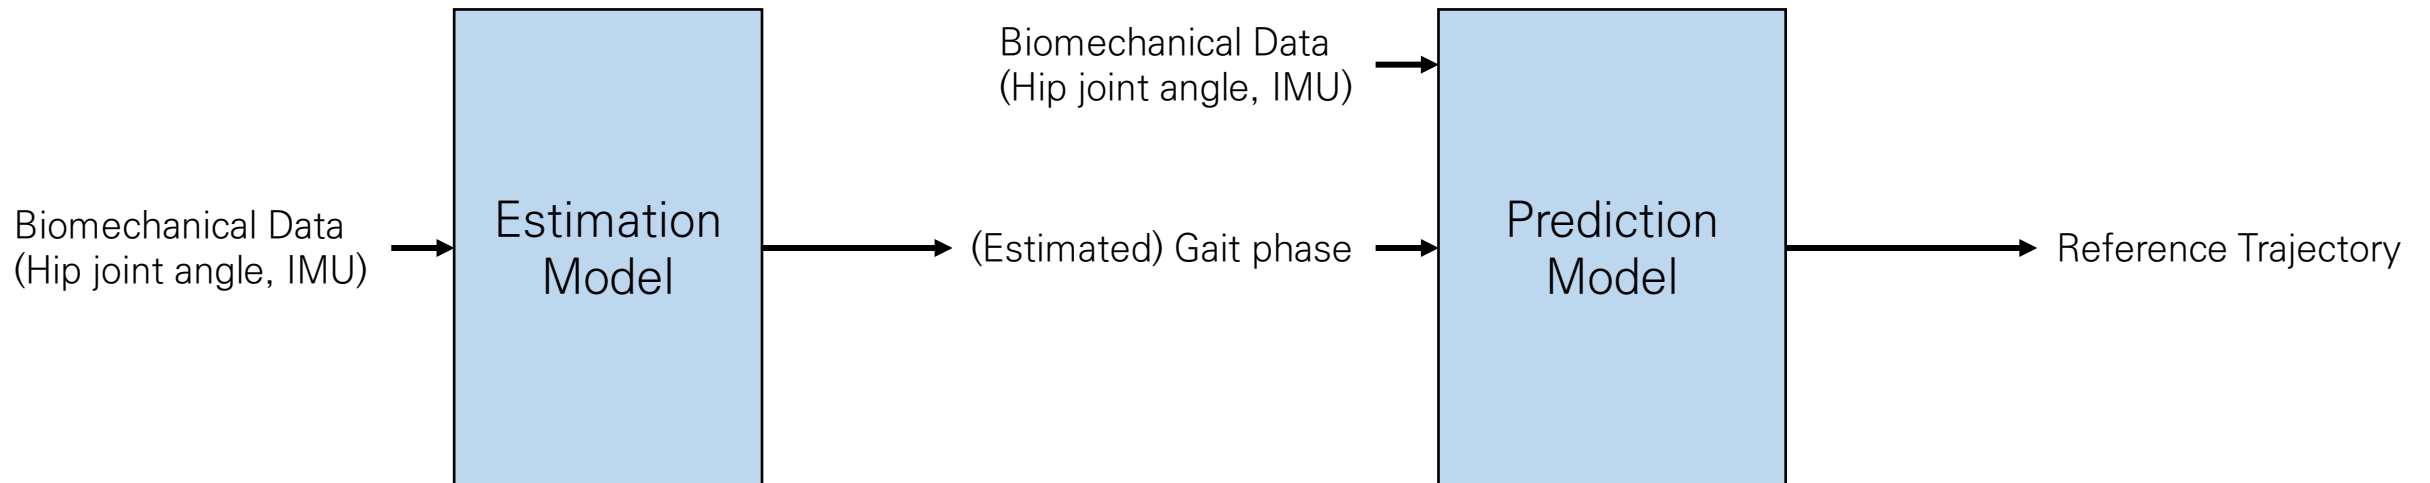 Biomechanical Data
(Hip joint angle, IMU)
Estimation
Model
Biomechanical Data
(Hip joint angle, IMU)
(Estimated) Gait phase
Prediction
Model
Reference Trajectory